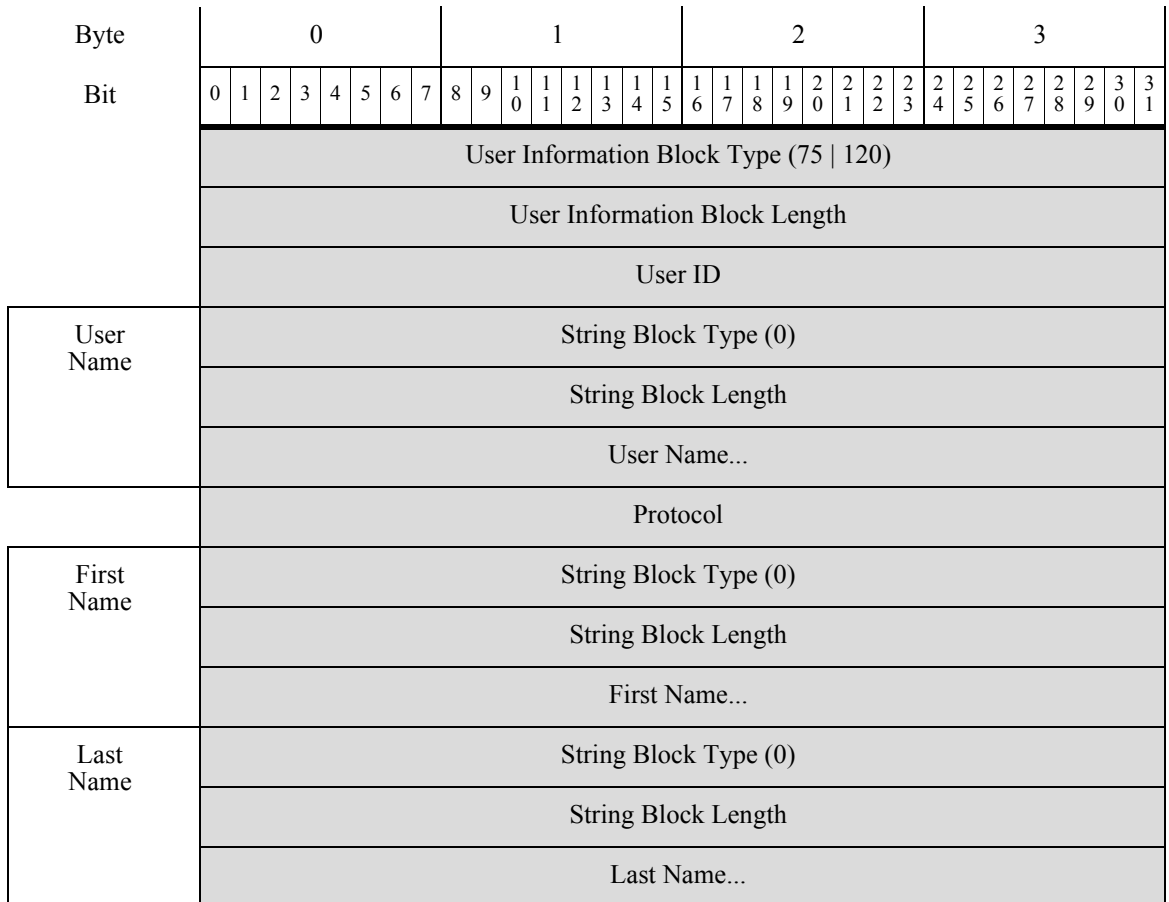 Byte 0 1 2 3
Bit 0 1 2 3 4 5 6 7 8 9 10 11 12 13 14 15 16 17 18 19 20 21 22 23 24 25 26 27 28 29 30 31
User Information Block Type (75 | 120)
User Information Block Length
User ID
User
Name
String Block Type (0)
String Block Length
User Name...
Protocol
First
Name
String Block Type (0)
String Block Length
First Name...
Last
Name
String Block Type (0)
String Block Length
Last Name...